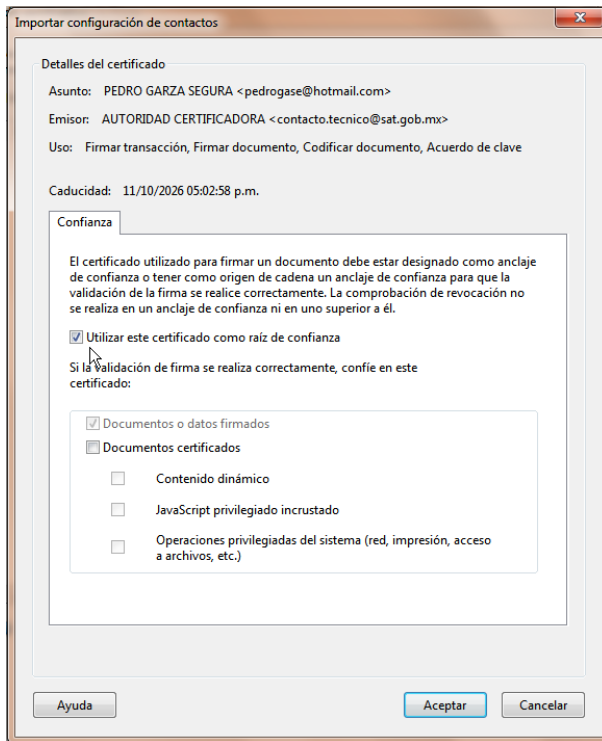 Importar configuración de contactos
Detalles del certificado
Asunto: PEDRO GARZA SEGURA <pedrogase@hotmail.com>
Emisor: AUTORIDAD CERTIFICADORA <contacto.tecnico@sat.gob.mx>
Uso: Firmar transacción, Firmar documento, Codificar documento, Acuerdo de clave
Caducidad: 11/10/2026 05:02:58 p.m.
Confianza
El certificado utilizado para firmar un documento debe estar designado como anclaje
de confianza o tener como origen de cadena un anclaje de confianza para que la
validación de la firma se realice correctamente. La comprobación de revocación no
se realiza en un anclaje de confianza ni en uno superior a él.
Utilizar este certificado como raíz de confianza
Si la validación de firma se realiza correctamente, confíe en este
certificado:
Documentos o datos firmados
Documentos certificados
Contenido dinámico
JavaScript privilegiado incrustado
Operaciones privilegiadas del sistema (red, impresión, acceso
a archivos, etc.)
Ayuda
Aceptar
Cancelar